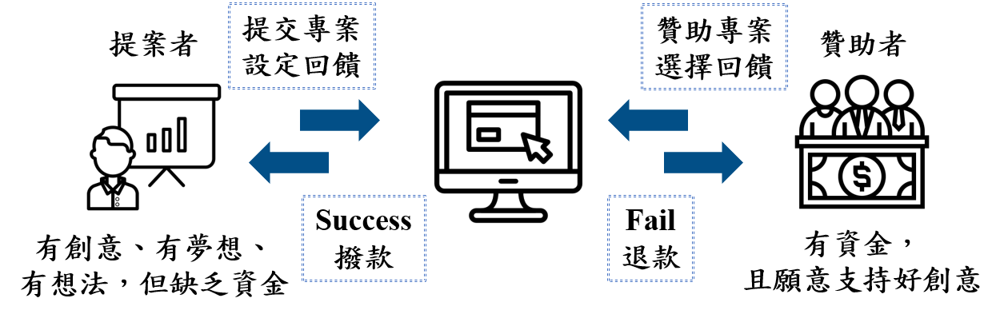 提案者
提交專案
設定回饋
贊助專案
選擇回饋
贊助者
Success
撥款
Fail
退款
有創意、有夢想、
有想法，但缺乏資金
有資金，
且願意支持好創意
$